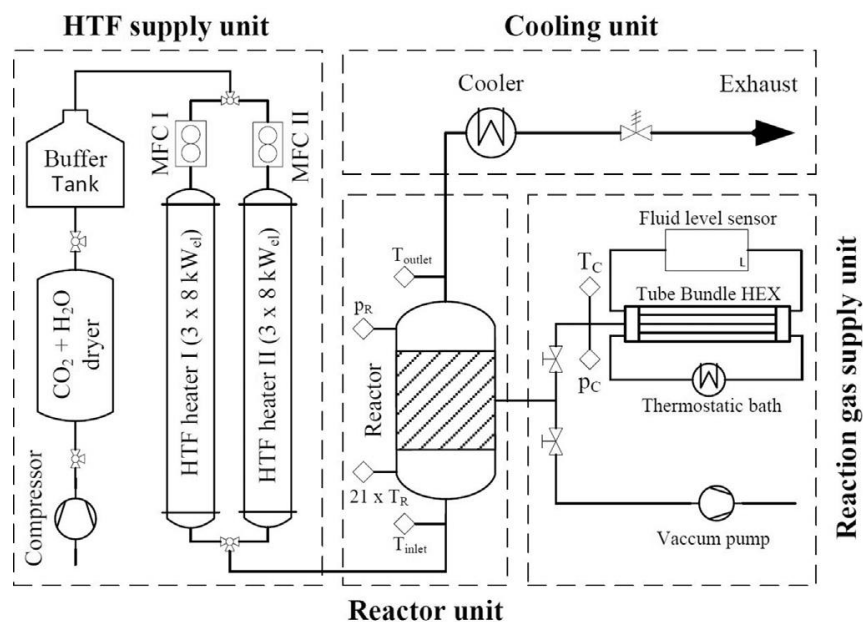 HTF supply unit
Cooling unit
Buffer
Tank
MFC I
MFC II
CO2 + H2O
dryer
HTF heater I (3 x 8 kWel)
HTF heater II (3 x 8 kWel)
Compressor
Cooler
Exhaust
Toutlet
pR
Reactor
21 x TR
Tinlet
Fluid level sensor
L
TC
Tube Bundle HEX
pC
Thermostatic bath
Vaccum pump
Reaction gas supply unit
Reactor unit